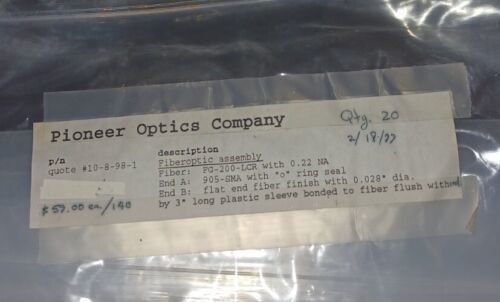 Pioneer Optics Company
Qty. 20
p/n
description
2/18/99
quote #10-8-98-1
Fiberoptic assembly
Fiber: FG-200-LCR with 0.22 NA
End A: 905-SMA with "o" ring seal
End B: flat end fiber finish with 0.028" dia.
$59.00 ea./140
by 3" long plastic sleeve bonded to fiber flush with